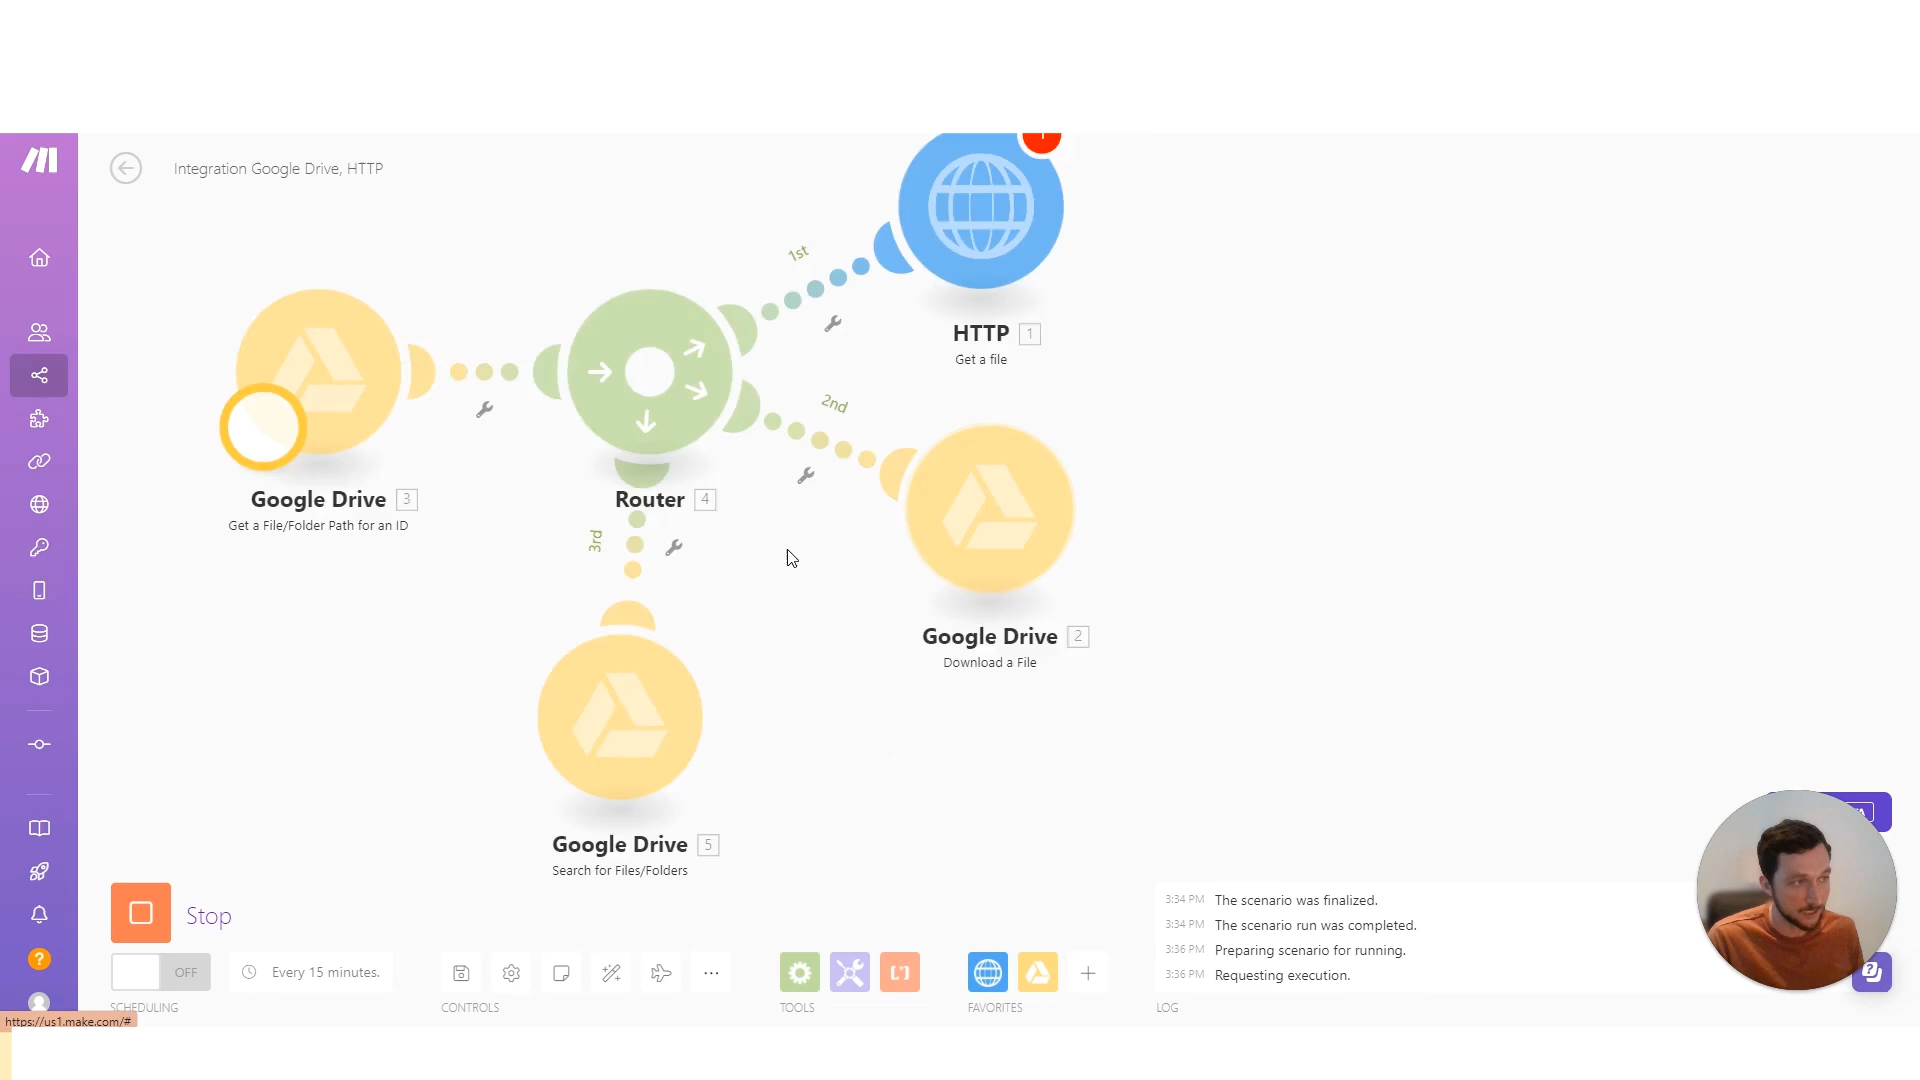 Integration Google Drive, HTTP
1st
HTTP 1
Get a file
2nd
Google Drive 3
Get a File/Folder Path for an ID
Router 4
3rd
Google Drive 2
Download a File
Google Drive 5
Search for Files/Folders
Stop
OFF
Every 15 minutes.
SCHEDULING
CONTROLS
TOOLS
FAVORITES
LOG
3:34 PM The scenario was finalized.
3:34 PM The scenario run was completed.
3:36 PM Preparing scenario for running.
3:36 PM Requesting execution.
https://us1.make.com/#